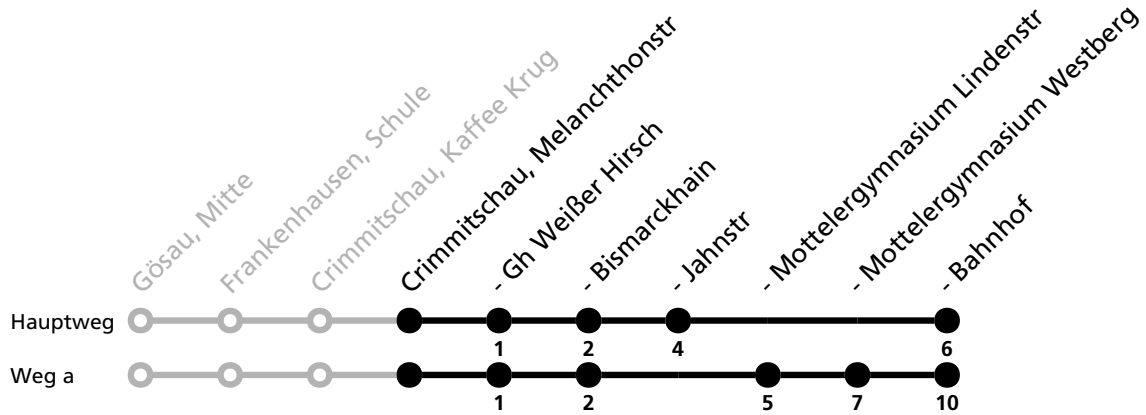 Gösau, Mitte
Frankenhausen, Schule
Crimmitschau, Kaffee Krug
Crimmitschau, Melanchthonstr
- Gh Weißer Hirsch
- Bismarckhain
- Jahnstr
- Mottelergymnasium Lindenstr
- Mottelergymnasium Westberg
- Bahnhof
Hauptweg
1 2 4 6
Weg a
1 2 5 7 10